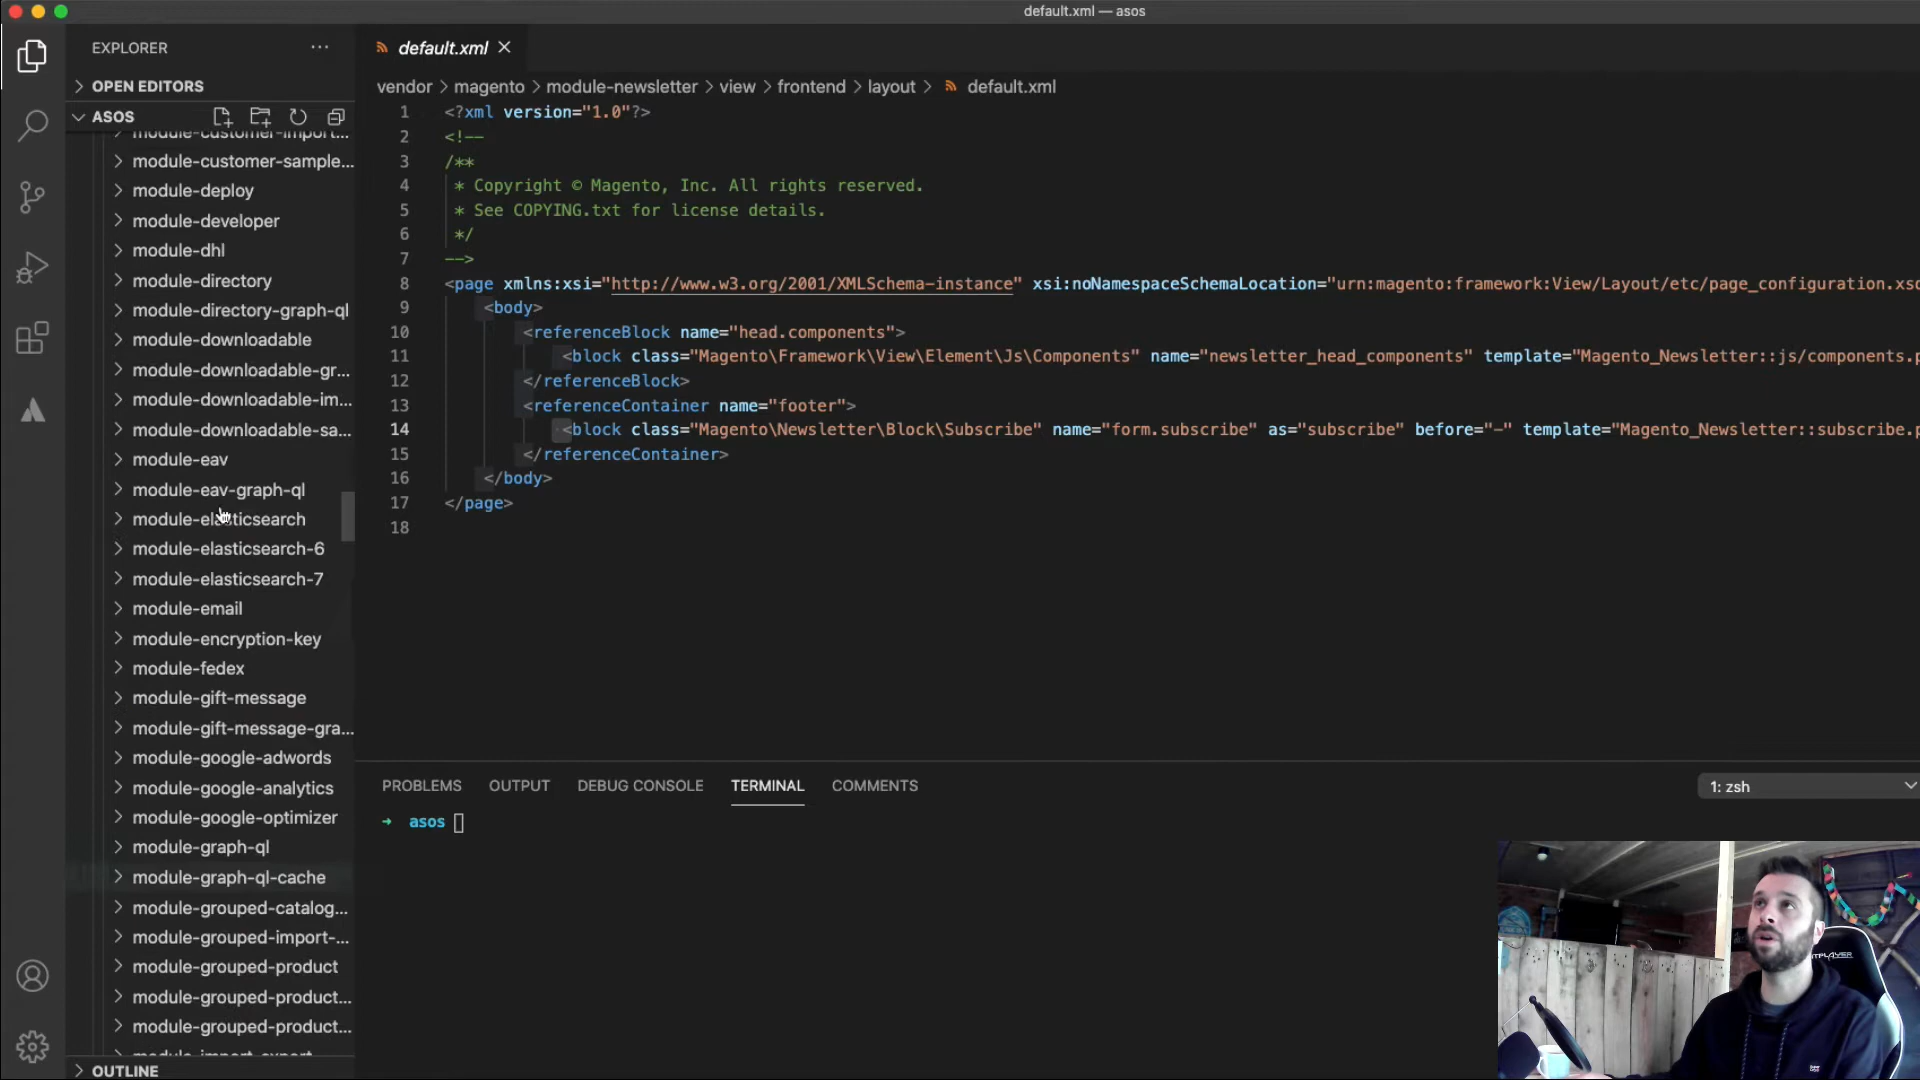 default.xml — asos
EXPLORER
OPEN EDITORS
ASOS
module-customer-import...
module-customer-sample...
module-deploy
module-developer
module-dhl
module-directory
module-directory-graph-ql
module-downloadable
module-downloadable-gr...
module-downloadable-im...
module-downloadable-sa...
module-eav
module-eav-graph-ql
module-elasticsearch
module-elasticsearch-6
module-elasticsearch-7
module-email
module-encryption-key
module-fedex
module-gift-message
module-gift-message-gra...
module-google-adwords
module-google-analytics
module-google-optimizer
module-graph-ql
module-graph-ql-cache
module-grouped-catalog...
module-grouped-import-...
module-grouped-product
module-grouped-product...
module-grouped-product...
module-import-export
OUTLINE
default.xml
vendor > magento > module-newsletter > view > frontend > layout > default.xml
1 <?xml version="1.0"?>
2 <!--
3 /**
4 * Copyright © Magento, Inc. All rights reserved.
5 * See COPYING.txt for license details.
6 */
7 -->
8 <page xmlns:xsi="http://www.w3.org/2001/XMLSchema-instance" xsi:noNamespaceSchemaLocation="urn:magento:framework:View/Layout/etc/page_configuration.xsd
9 <body>
10 <referenceBlock name="head.components">
11 <block class="Magento\Framework\View\Element\Js\Components" name="newsletter_head_components" template="Magento_Newsletter::js/components.p
12 </referenceBlock>
13 <referenceContainer name="footer">
14 <block class="Magento\Newsletter\Block\Subscribe" name="form.subscribe" as="subscribe" before="-" template="Magento_Newsletter::subscribe.p
15 </referenceContainer>
16 </body>
17 </page>
18
PROBLEMS OUTPUT DEBUG CONSOLE TERMINAL COMMENTS
1: zsh
→ asos